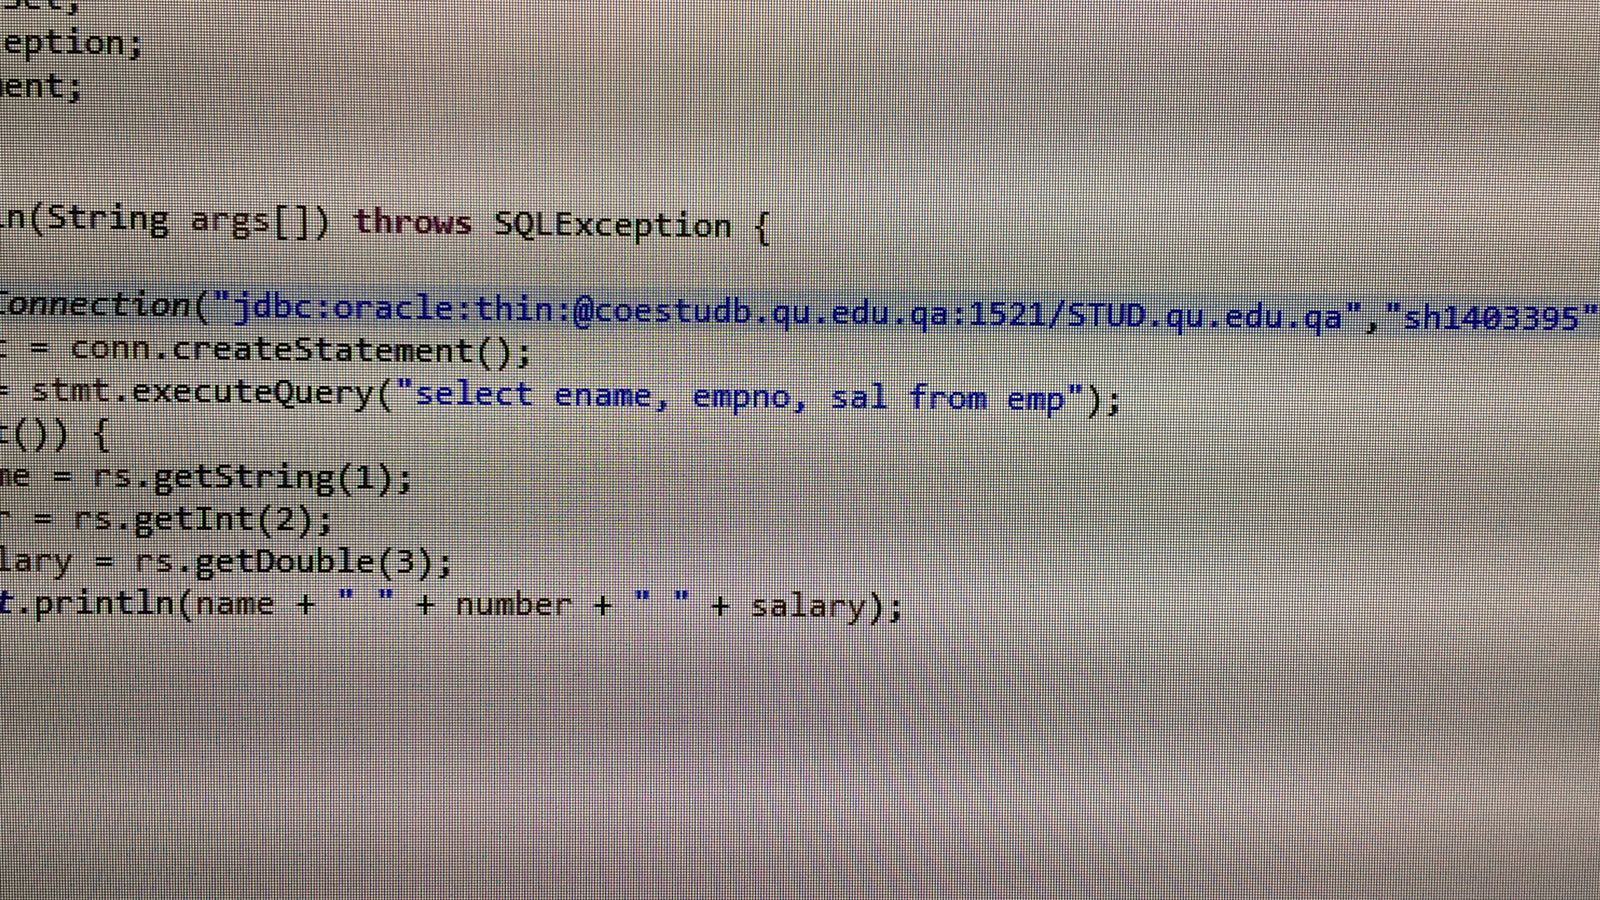 eption;
ent;
n(String args[]) throws SQLException {
Connection("jdbc:oracle:thin:@coestudb.qu.edu.qa:1521/STUD.qu.edu.qa","sh1403395"
= conn.createStatement();
= stmt.executeQuery("select ename, empno, sal from emp");
t()) {
me = rs.getString(1);
r = rs.getInt(2);
lary = rs.getDouble(3);
t.println(name + " " + number + " " + salary);